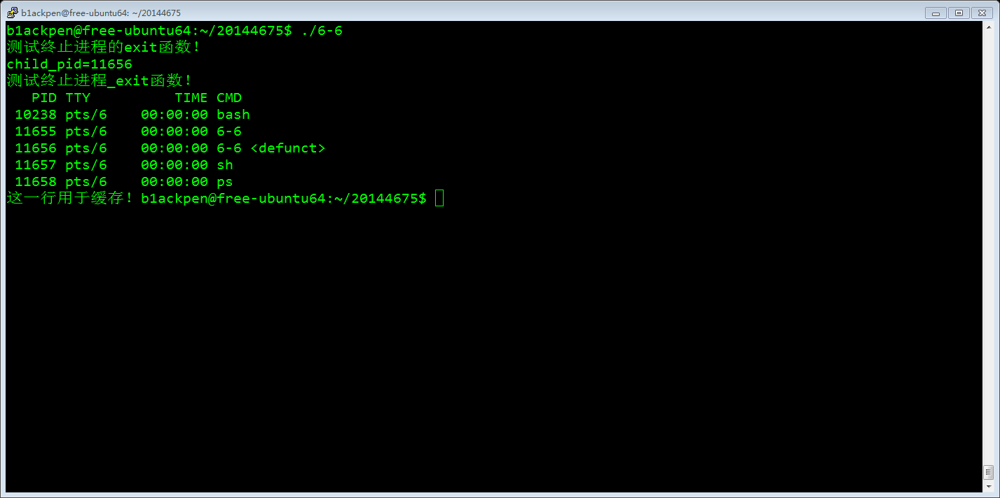 b1ackpen@free-ubuntu64: ~/20144675
b1ackpen@free-ubuntu64:~/20144675$ ./6-6
测试终止进程的exit函数！
child_pid=11656
测试终止进程_exit函数！
PID TTY TIME CMD
10238 pts/6 00:00:00 bash
11655 pts/6 00:00:00 6-6
11656 pts/6 00:00:00 6-6 <defunct>
11657 pts/6 00:00:00 sh
11658 pts/6 00:00:00 ps
这一行用于缓存！b1ackpen@free-ubuntu64:~/20144675$